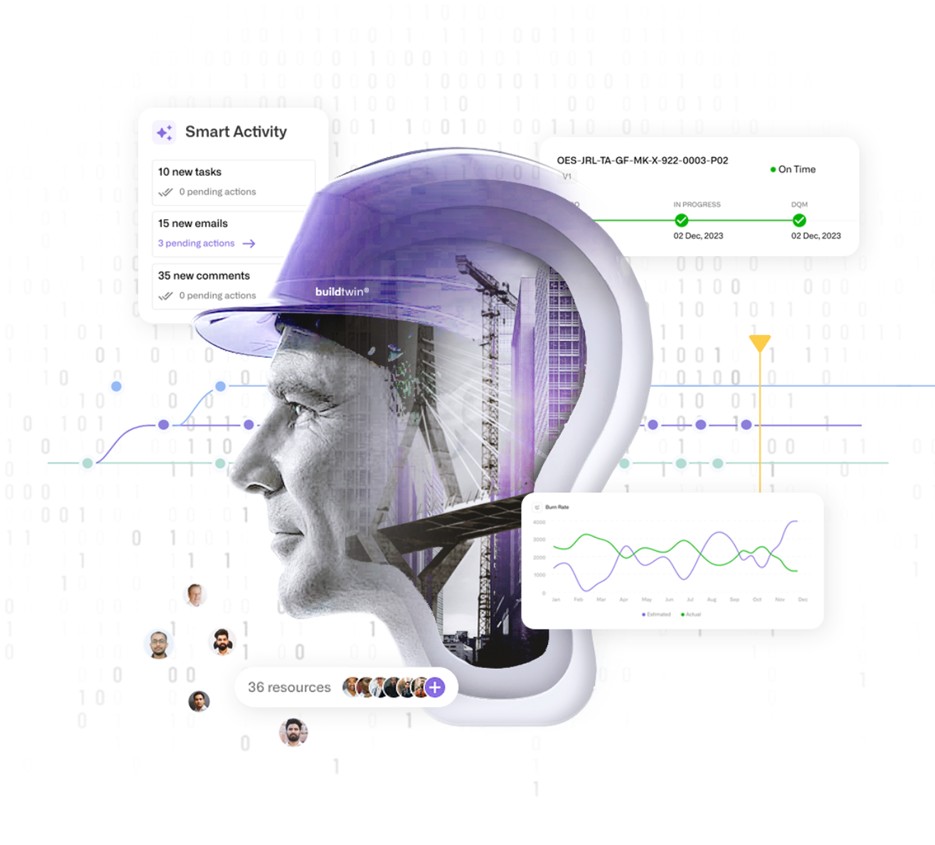 Smart Activity
10 new tasks
0 pending actions
15 new emails
3 pending actions
35 new comments
0 pending actions
OES-JRL-TA-GF-MK-X-922-0003-P02
On Time
IN PROGRESS
DQM
02 Dec, 2023
02 Dec, 2023
buildtwin®
Burn Rate
4000
3000
2000
1000
0
Jan
Feb
Mar
Apr
May
Jun
Jul
Aug
Sep
Oct
Nov
Dec
Estimated
Actual
36 resources